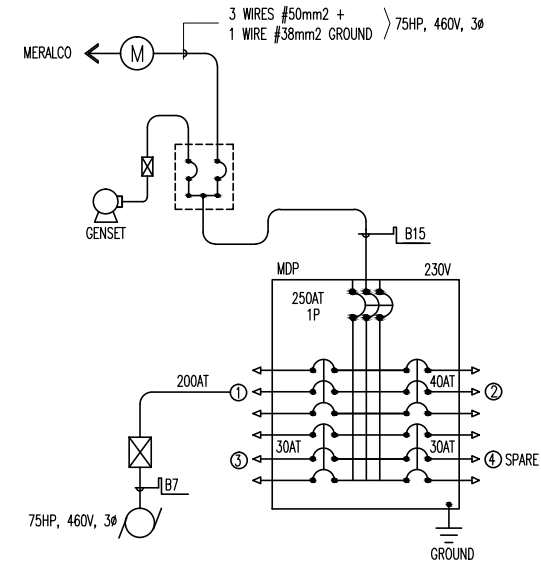 3 WIRES #50mm2 +
1 WIRE #38mm2 GROUND
75HP, 460V, 3ø
MERALCO
M
GENSET
B15
MDP
230V
250AT
1P
200AT
1
40AT
2
30AT
3
30AT
4 SPARE
B7
75HP, 460V, 3ø
GROUND